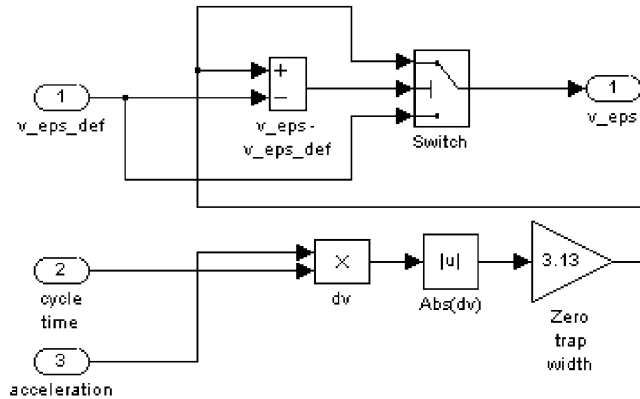 +
1
−
1
v_eps_def
v_eps-
v_eps_def
Switch
v_eps
2
×
|u|
3.13
cycle
time
dv
Abs(dv)
Zero
trap
width
3
acceleration